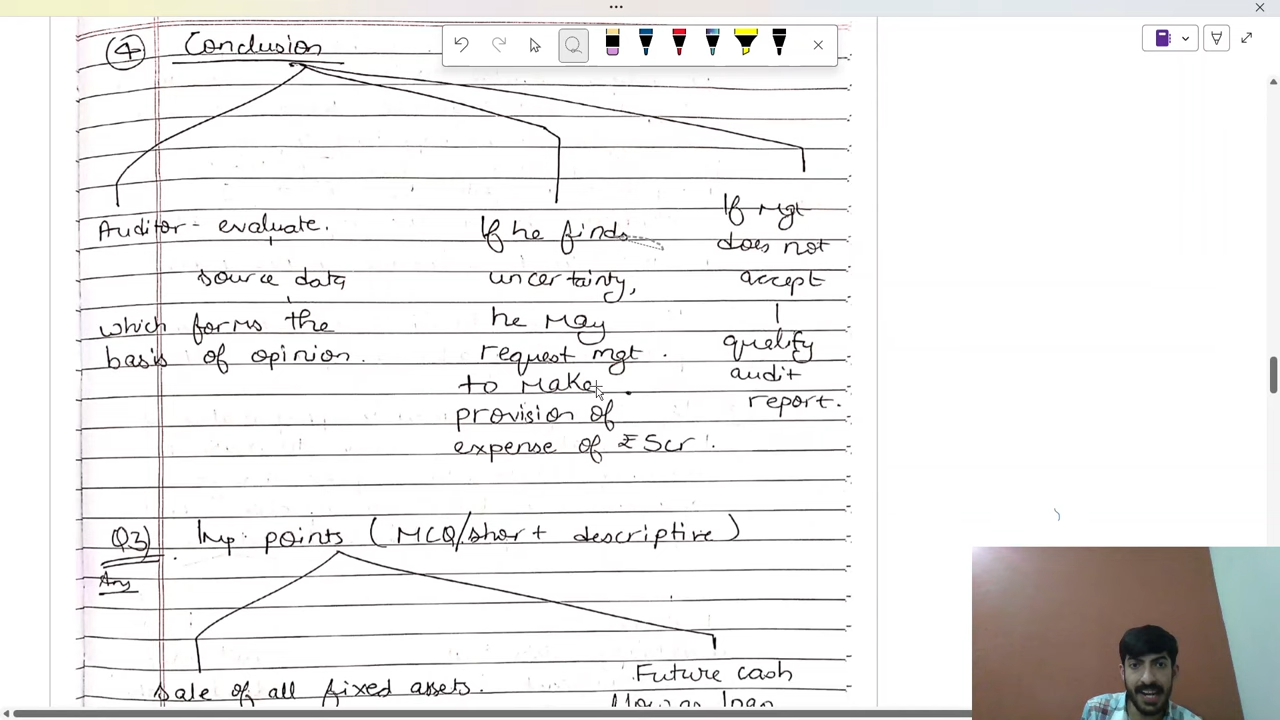 4 Conclusion
Auditor - evaluate.
source data
which forms the
basis of opinion.
If he finds
uncertainty,
he may
request mgt.
to make
provision of
expense of ₹5cr.
If Mgt
does not
accept
qualify
audit
report.
Q3) Imp. points (MCQ/short descriptive)
Ans
Sale of all fixed assets.
Future cash